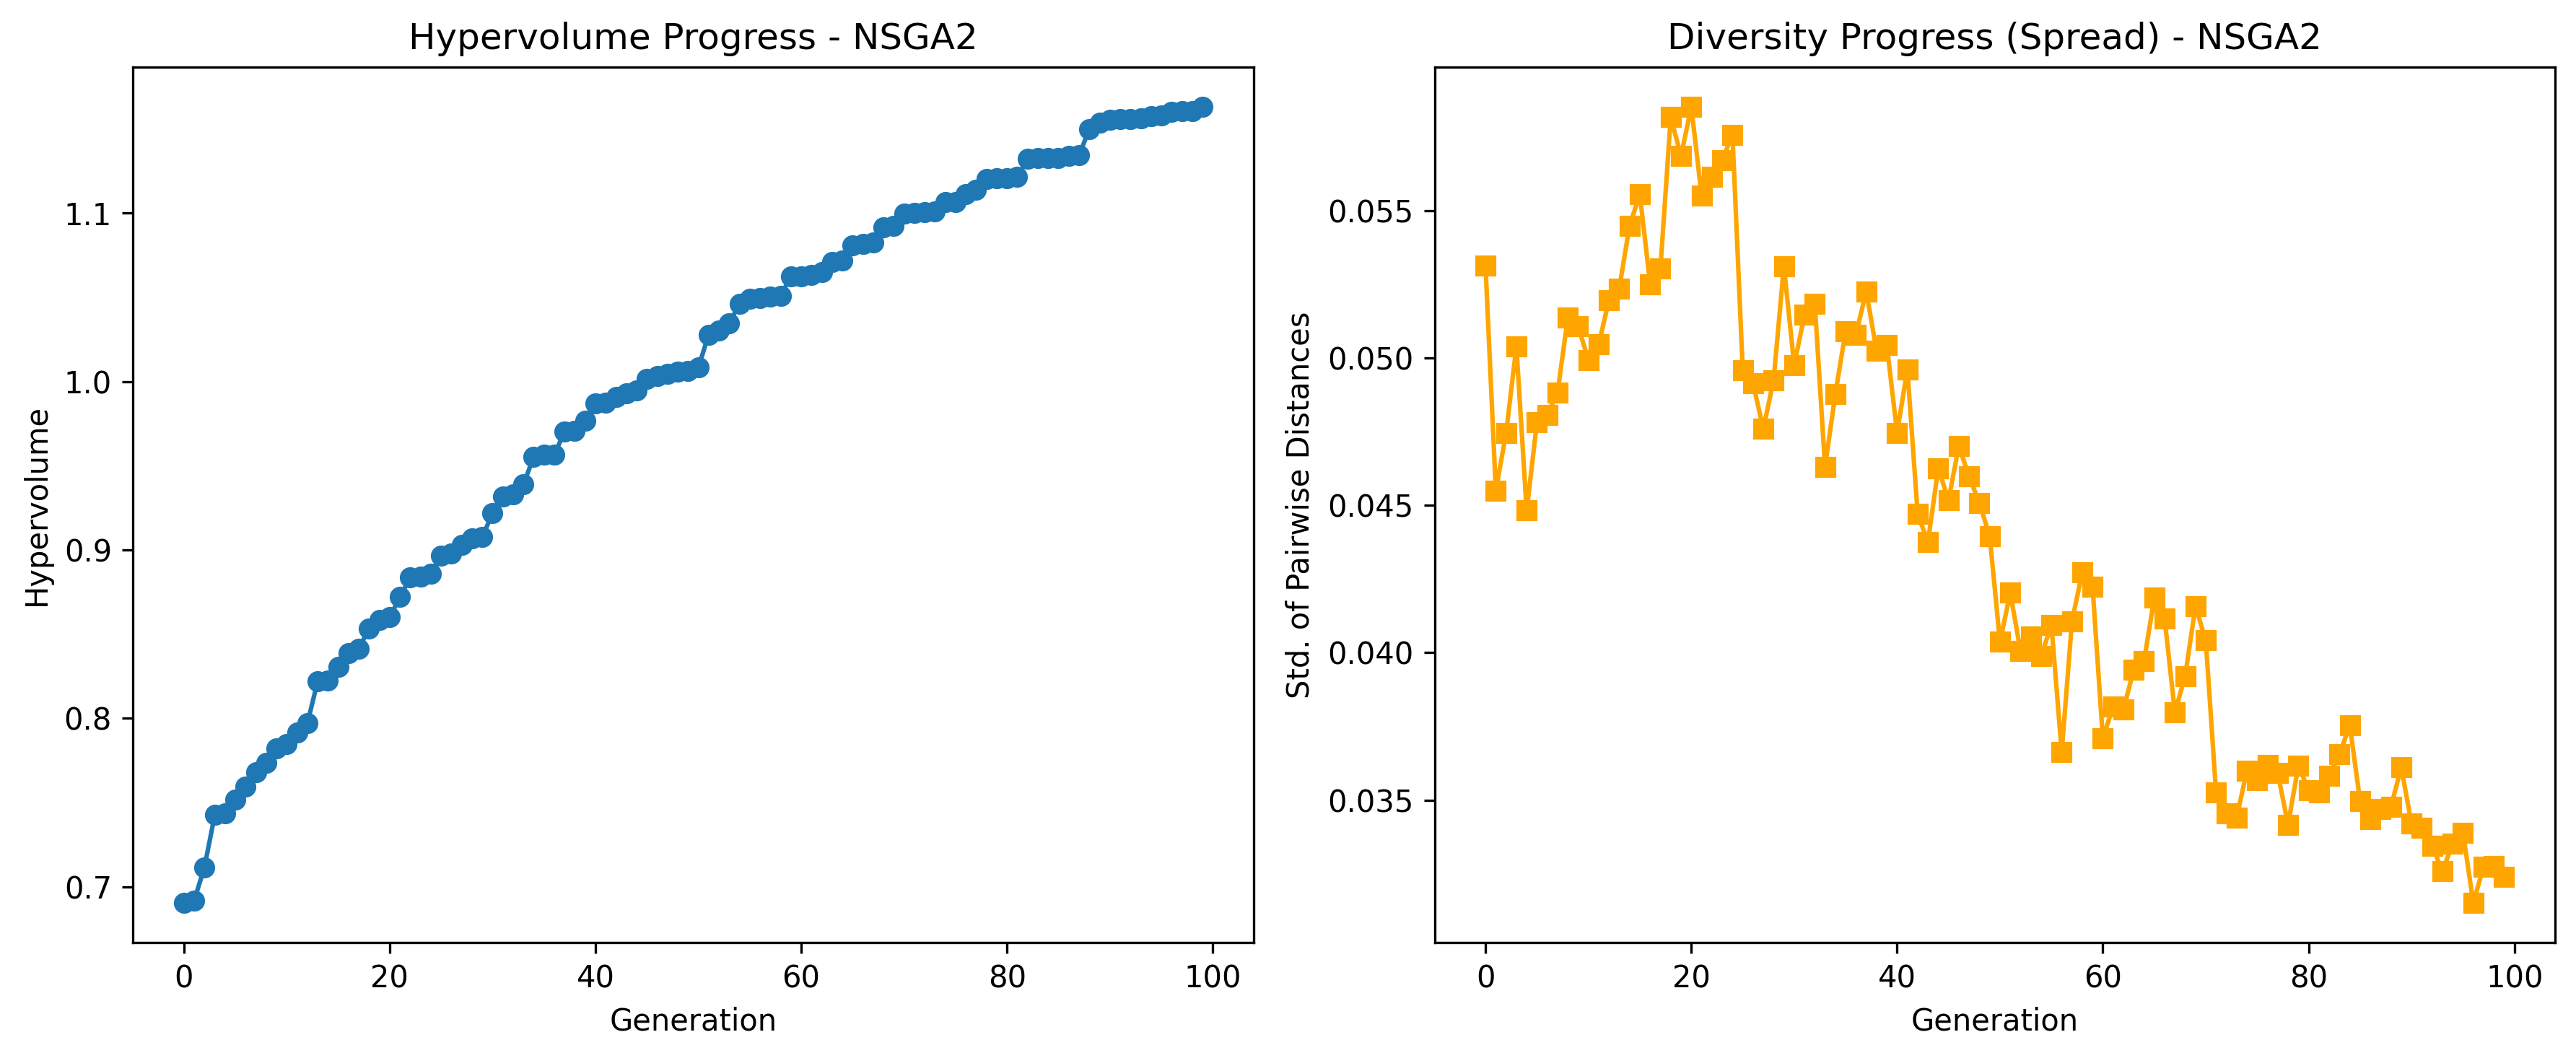 Hypervolume Progress - NSGA2
Hypervolume
1.1
1.0
0.9
0.8
0.7
0 20 40 60 80 100
Generation
Diversity Progress (Spread) - NSGA2
Std. of Pairwise Distances
0.055
0.050
0.045
0.040
0.035
0 20 40 60 80 100
Generation